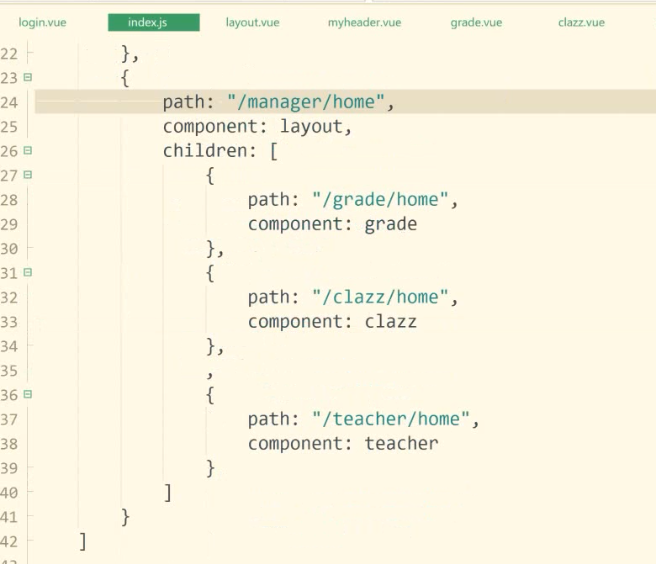 login.vue index.js layout.vue myheader.vue grade.vue clazz.vue
22 },
23 {
24 path: "/manager/home",
25 component: layout,
26 children: [
27 {
28 path: "/grade/home",
29 component: grade
30 },
31 {
32 path: "/clazz/home",
33 component: clazz
34 },
35 ,
36 {
37 path: "/teacher/home",
38 component: teacher
39 }
40 ]
41 }
42 ]